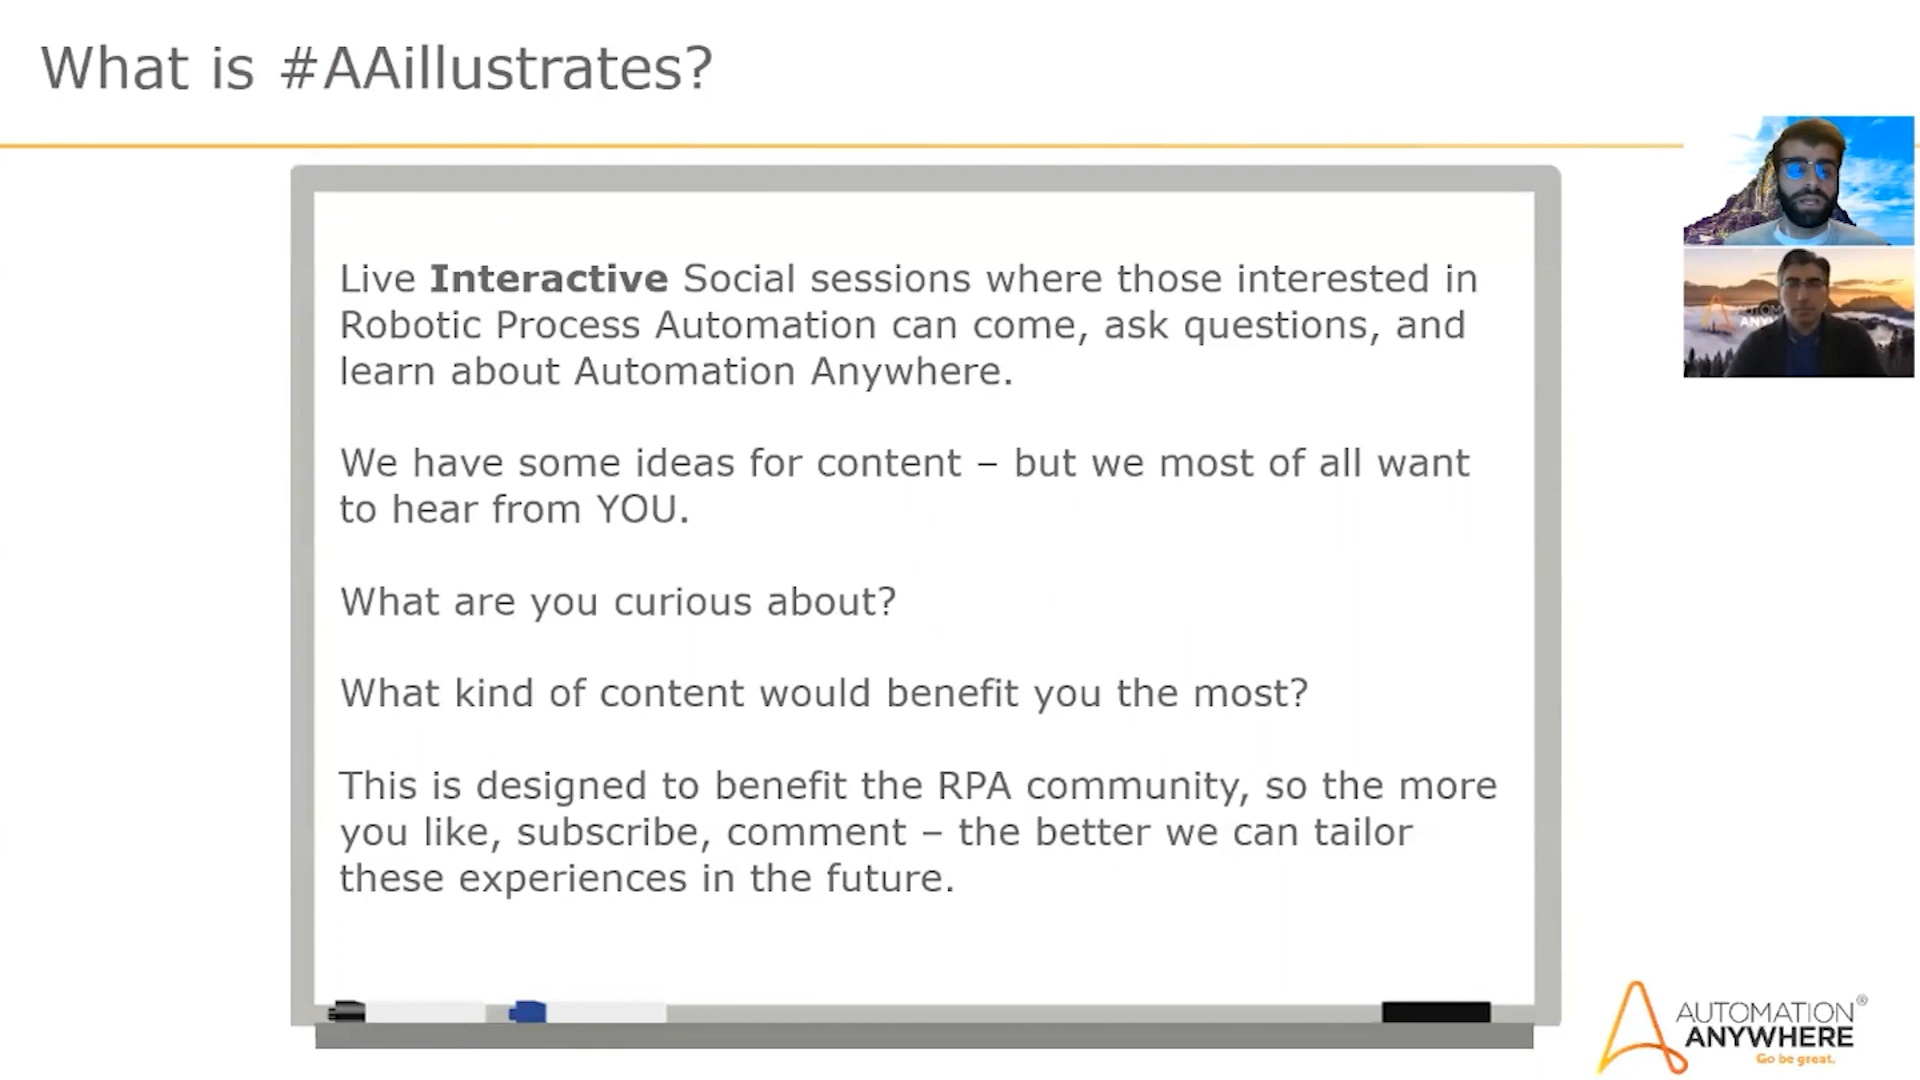 What is #AAillustrates?
Live Interactive Social sessions where those interested in
Robotic Process Automation can come, ask questions, and
learn about Automation Anywhere.
We have some ideas for content – but we most of all want
to hear from YOU.
What are you curious about?
What kind of content would benefit you the most?
This is designed to benefit the RPA community, so the more
you like, subscribe, comment – the better we can tailor
these experiences in the future.
AUTOMATION®
ANYWHERE
Go be great.